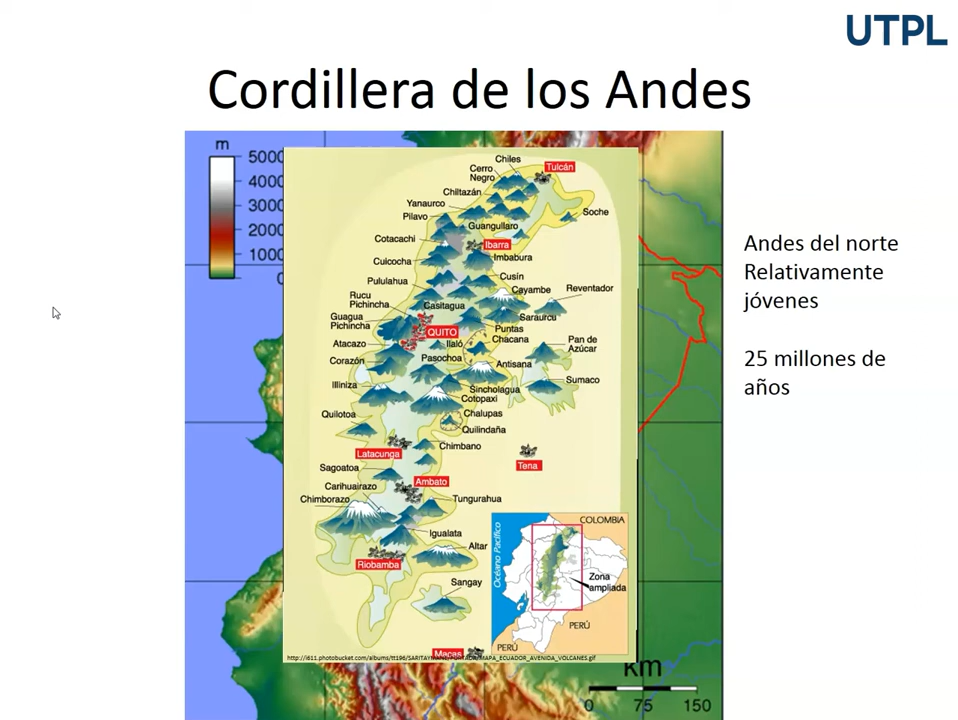 UTPL
Cordillera de los Andes
m
5000
4000
3000
2000
1000
0
Chiles
Tulcán
Cerro
Negro
Chiltazán
Yanaurco
Pilavo
Soche
Guangullaro
Cotacachi
Ibarra
Imbabura
Cuicocha
Cusín
Pululahua
Cayambe
Reventador
Rucu
Pichincha
Casitagua
Saraurcu
Guagua
Pichincha
QUITO
Puntas
Chacana
Atacazo
Ilaló
Pan de
Azúcar
Pasochoa
Corazón
Antisana
Illiniza
Sumaco
Sincholagua
Cotopaxi
Quilotoa
Chalupas
Quilindaña
Chimbano
Latacunga
Tena
Sagoatoa
Ambato
Carihuairazo
Chimborazo
Tungurahua
Igualata
Altar
Riobamba
Sangay
Macas
COLOMBIA
Océano Pacífico
Zona
ampliada
PERÚ
PERÚ
km
0 75 150
Andes del norte
Relativamente
jóvenes
25 millones de
años